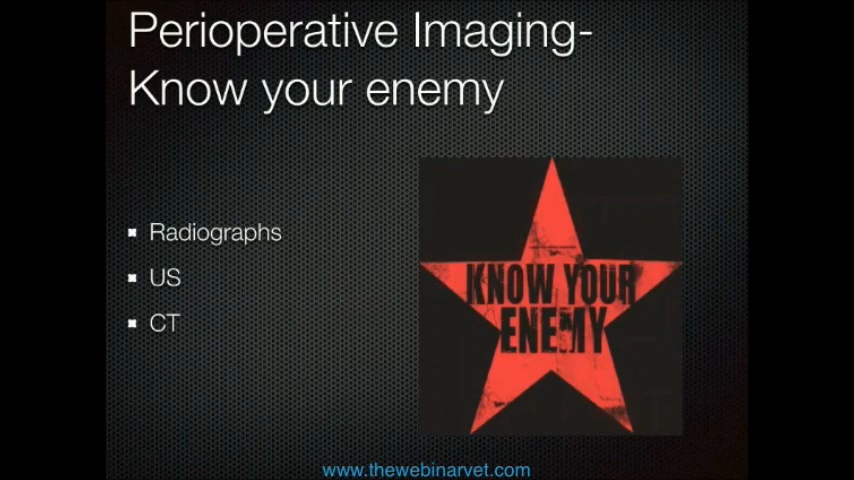 Perioperative Imaging-
Know your enemy
Radiographs
US
CT
KNOW YOUR
ENEMY
www.thewebinarvet.com